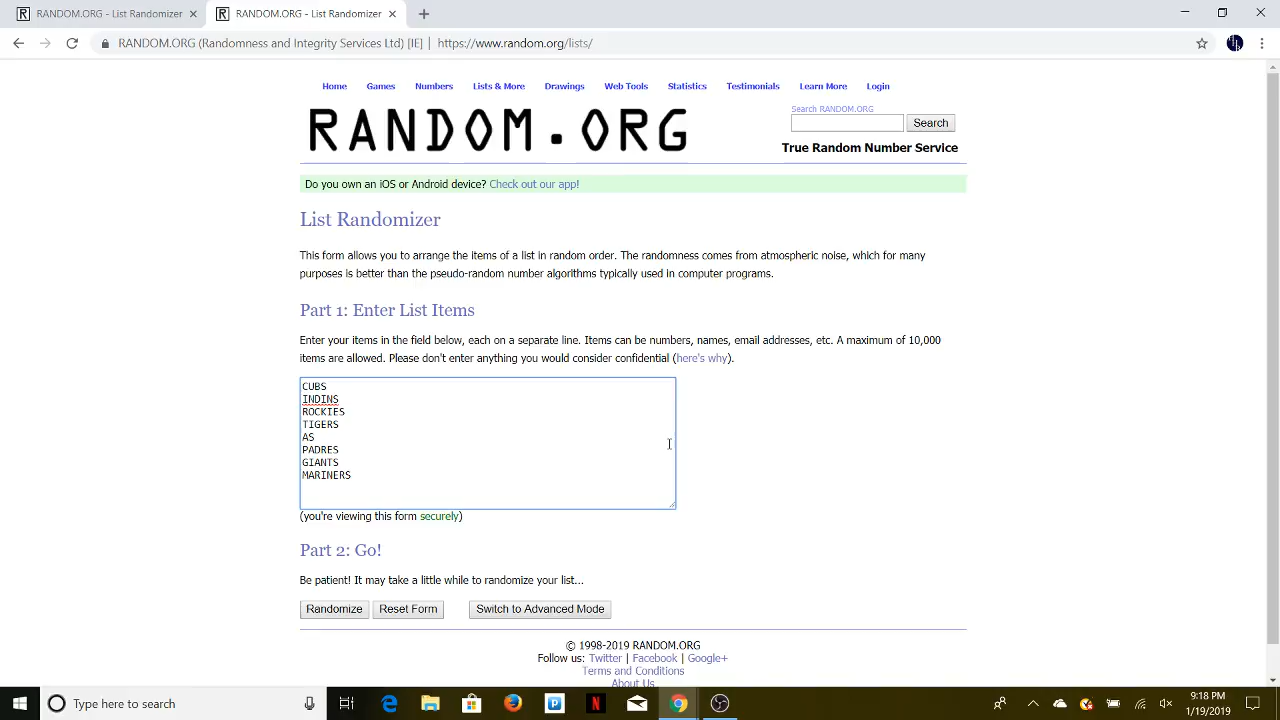 RANDOM.ORG - List Randomizer
RANDOM.ORG - List Randomizer
RANDOM.ORG (Randomness and Integrity Services Ltd) [IE] | https://www.random.org/lists/
Home Games Numbers Lists & More Drawings Web Tools Statistics Testimonials Learn More Login
RANDOM.ORG
Search RANDOM.ORG
Search
True Random Number Service
Do you own an iOS or Android device? Check out our app!
List Randomizer
This form allows you to arrange the items of a list in random order. The randomness comes from atmospheric noise, which for many
purposes is better than the pseudo-random number algorithms typically used in computer programs.
Part 1: Enter List Items
Enter your items in the field below, each on a separate line. Items can be numbers, names, email addresses, etc. A maximum of 10,000
items are allowed. Please don't enter anything you would consider confidential (here's why).
CUBS
INDINS
ROCKIES
TIGERS
AS
PADRES
GIANTS
MARINERS
(you're viewing this form securely)
Part 2: Go!
Be patient! It may take a little while to randomize your list...
Randomize Reset Form Switch to Advanced Mode
© 1998-2019 RANDOM.ORG
Follow us: Twitter | Facebook | Google+
Terms and Conditions
About Us
Type here to search
9:18 PM
1/19/2019